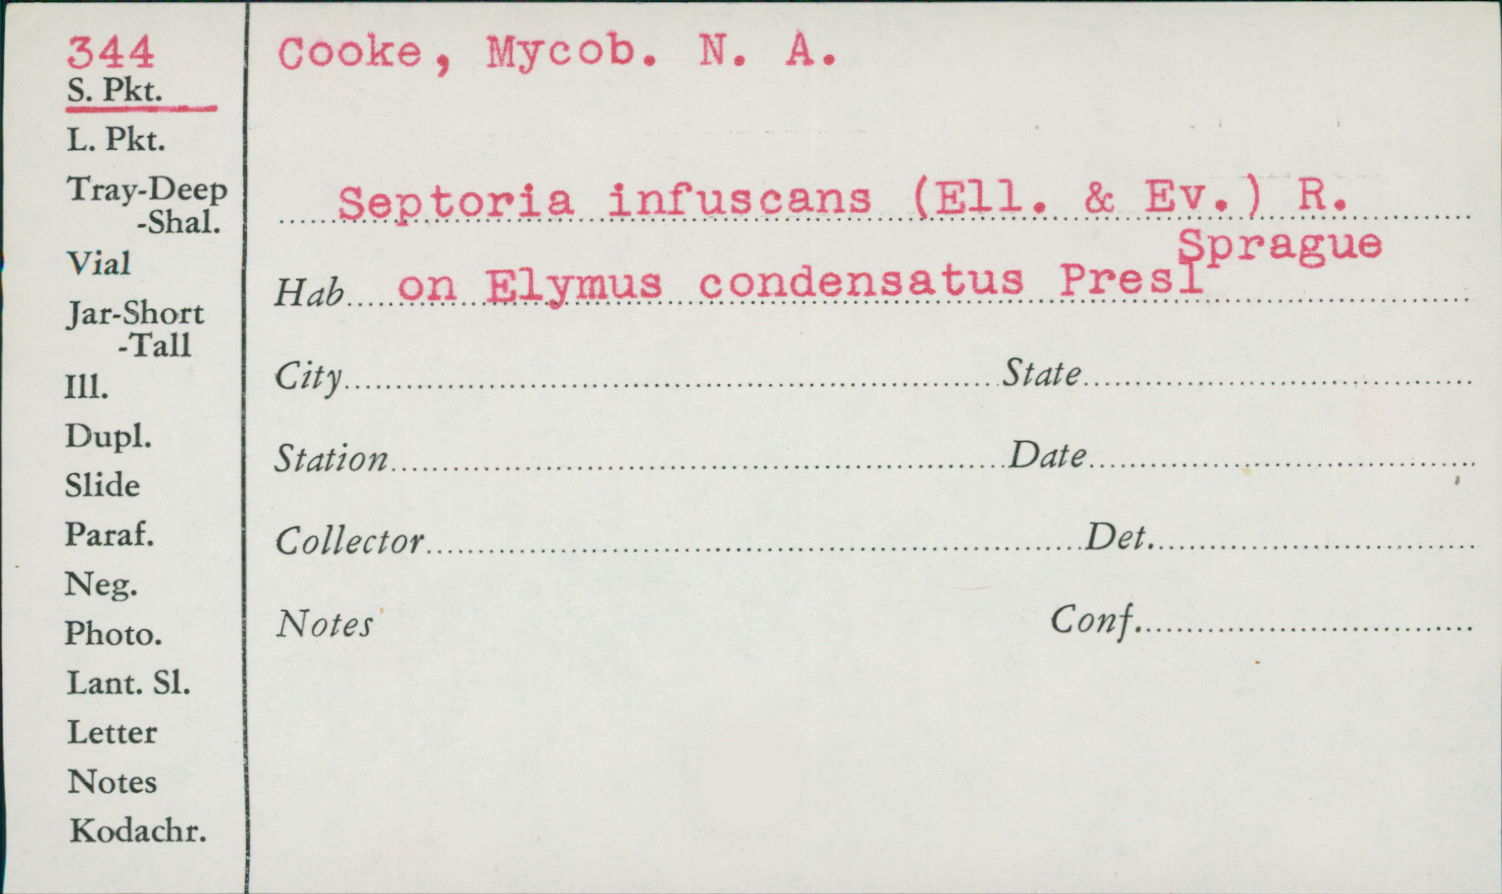 344
S. Pkt.
L. Pkt.
Tray-Deep
-Shal.
Vial
Jar-Short
-Tall
Ill.
Dupl.
Slide
Paraf.
Neg.
Photo.
Lant. Sl.
Letter
Notes
Kodachr.
Cooke, Mycob. N. A.
Septoria infuscans (Ell. & Ev.) R.
Sprague
Hab. on Elymus condensatus Presl
City State
Station Date
Collector Det.
Notes Conf.